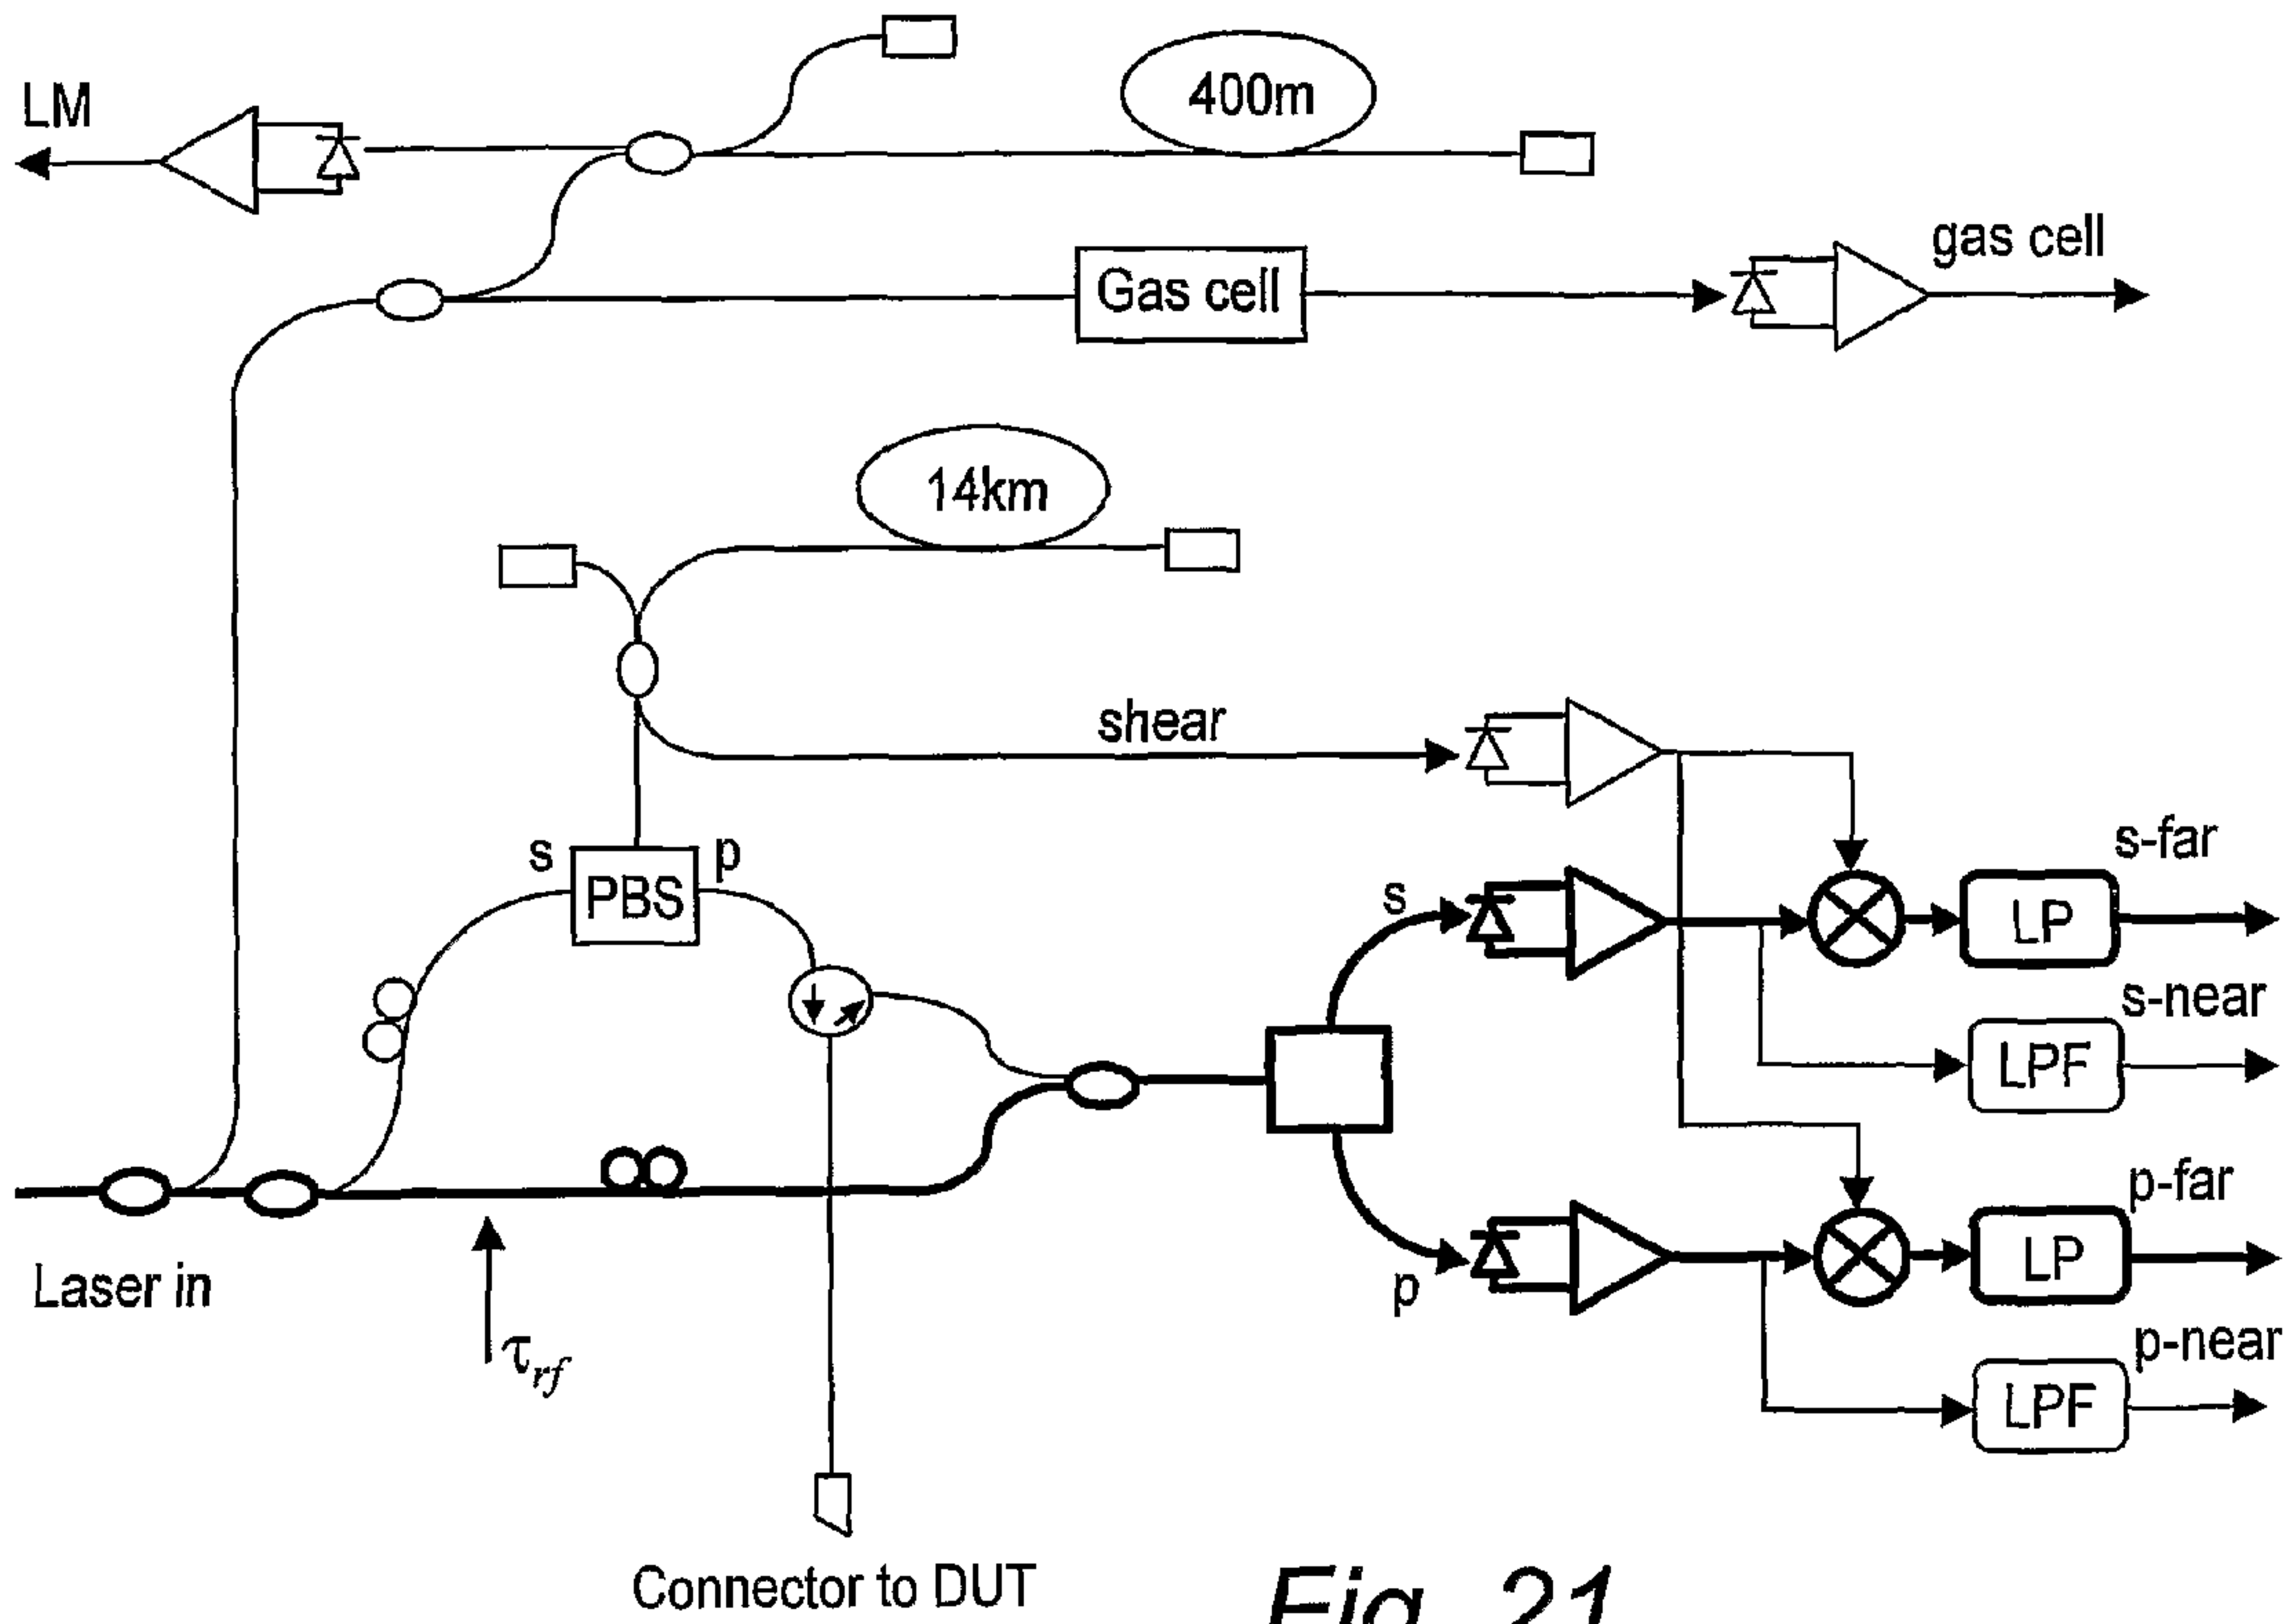 LM
400m
gas cell
Gas cell
14km
shear
s
PBS
p
s-far
s
LP
s-near
LPF
p-far
LP
p
p-near
LPF
Laser in
τrf
Connector to DUT
Fig. 21